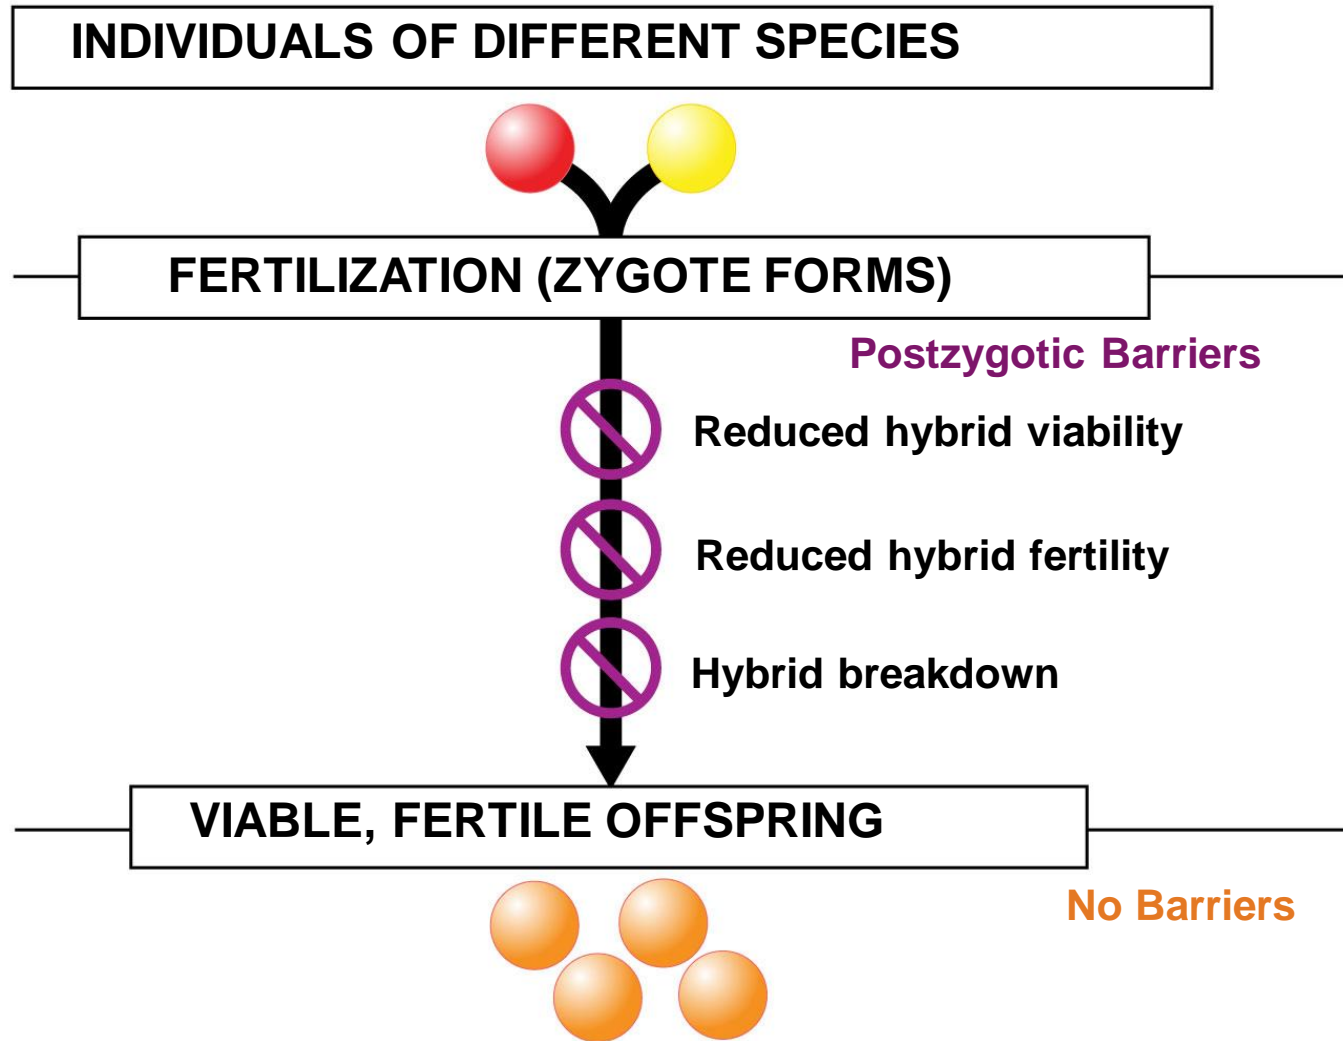 INDIVIDUALS OF DIFFERENT SPECIES
FERTILIZATION (ZYGOTE FORMS)
Postzygotic Barriers
Reduced hybrid viability
Reduced hybrid fertility
Hybrid breakdown
VIABLE, FERTILE OFFSPRING
No Barriers